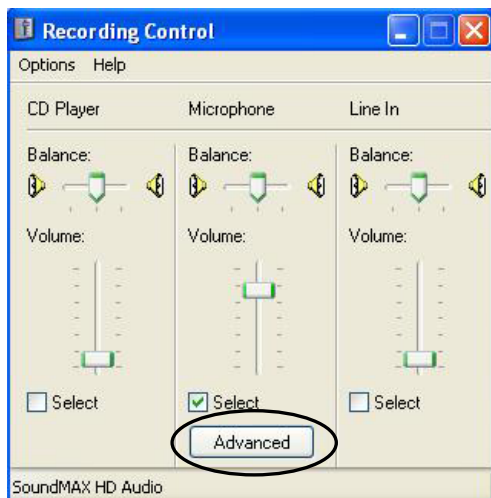 Recording Control
Options Help
CD Player Microphone Line In
Balance: Balance: Balance:
Volume: Volume: Volume:
Select Select Select
Advanced
SoundMAX HD Audio